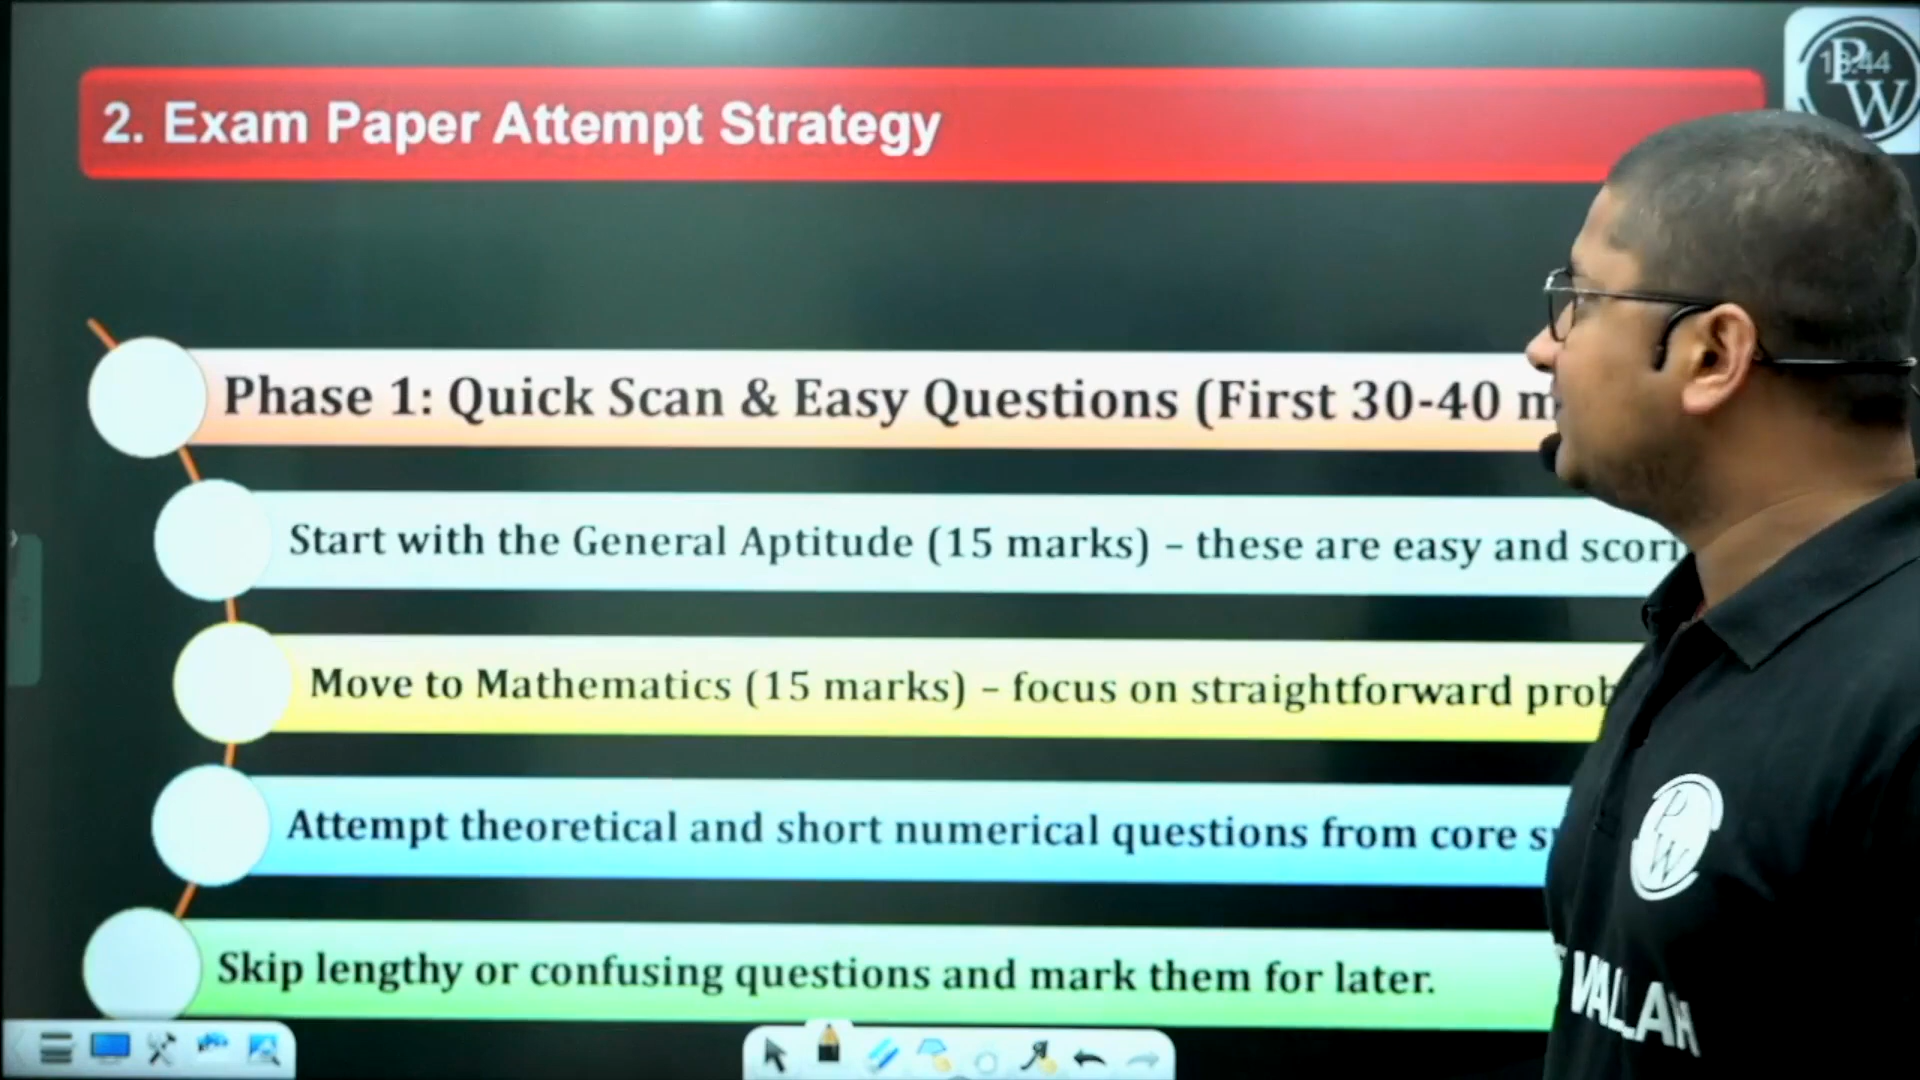 2. Exam Paper Attempt Strategy
PW
Phase 1: Quick Scan & Easy Questions (First 30-40
Start with the General Aptitude (15 marks) – these are easy and
Move to Mathematics (15 marks) – focus on straightforward
Attempt theoretical and short numerical questions from core
Skip lengthy or confusing questions and mark them for later.
PW